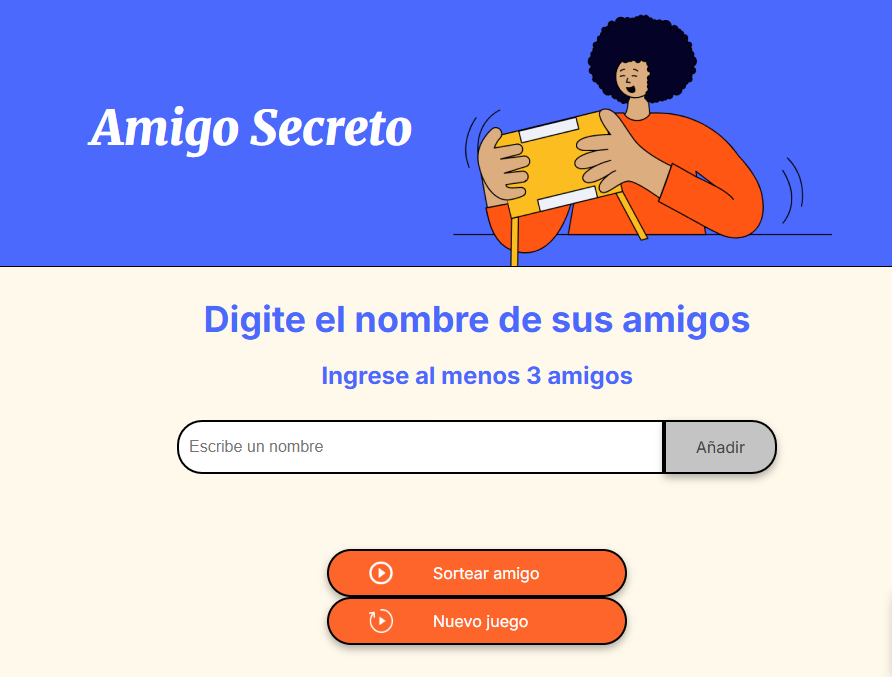 Amigo Secreto
Digite el nombre de sus amigos
Ingrese al menos 3 amigos
Escribe un nombre
Añadir
Sortear amigo
Nuevo juego